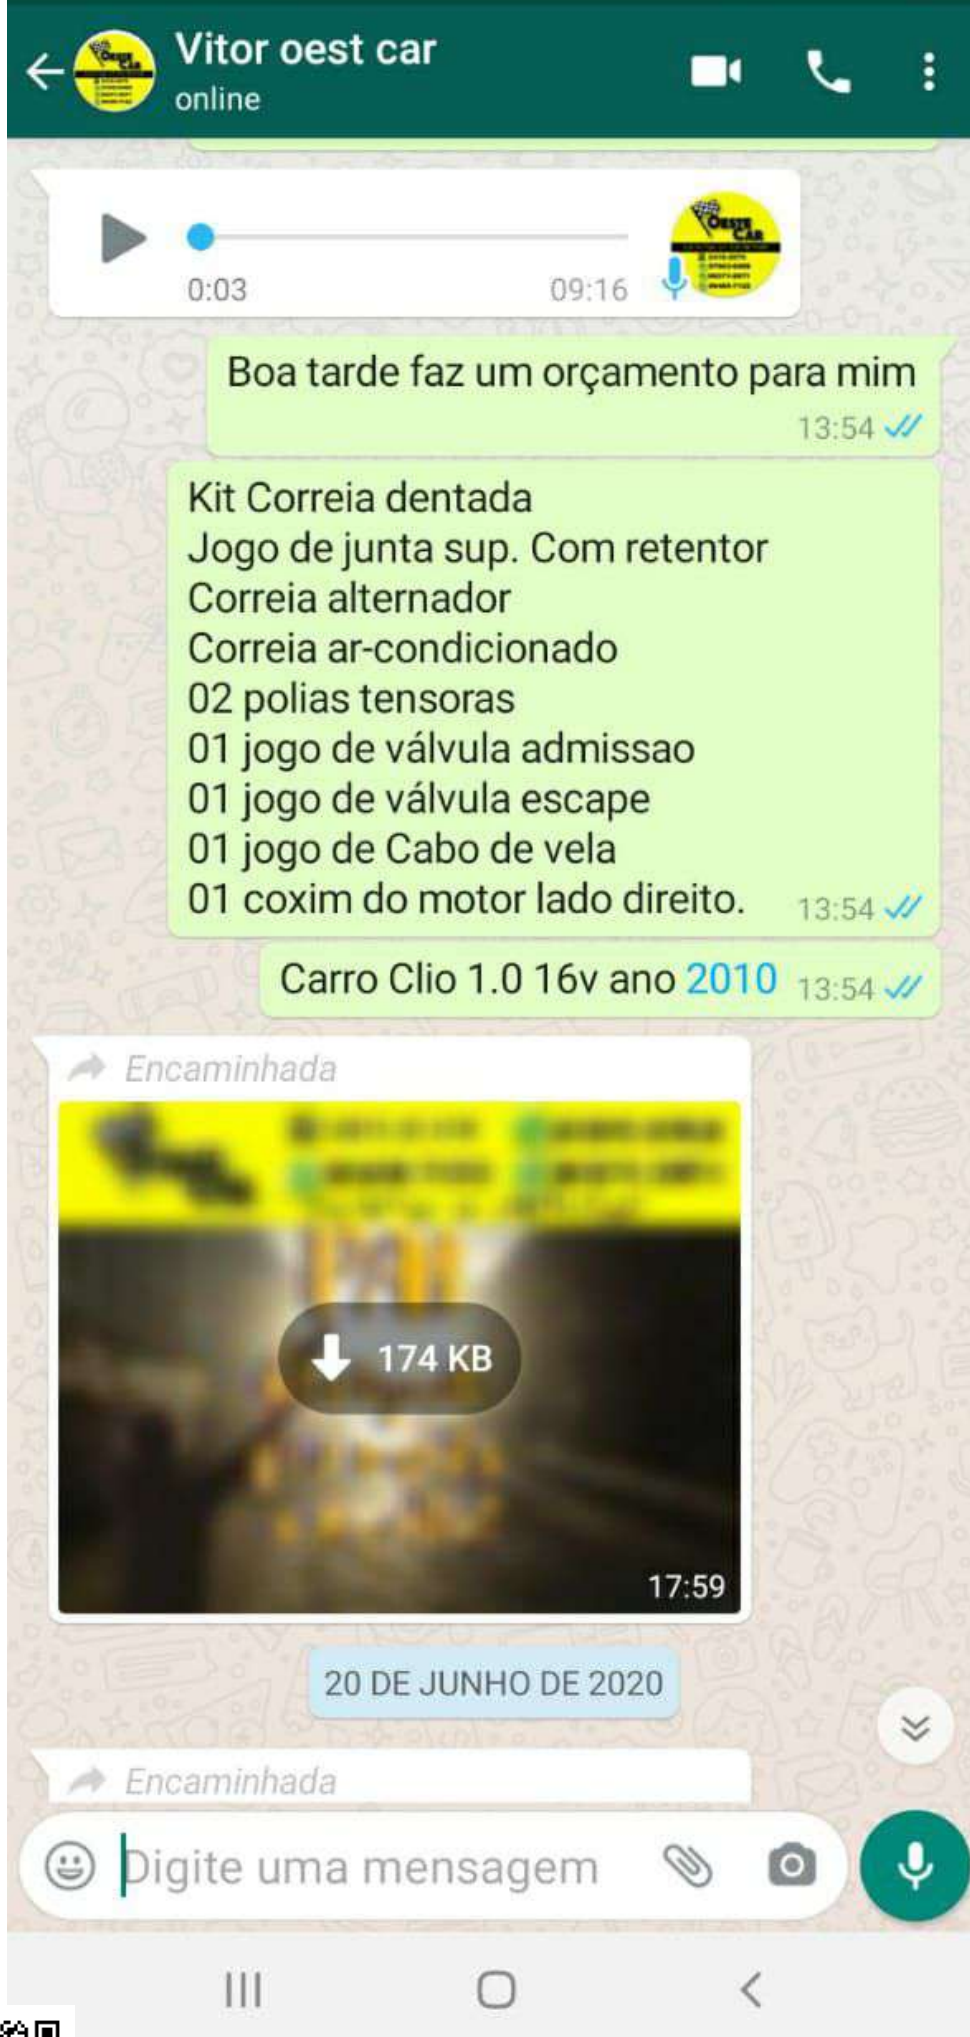 Vitor oest car
online
OESTE
CAR
0:03
09:16
Boa tarde faz um orçamento para mim
13:54
Kit Correia dentada
Jogo de junta sup. Com retentor
Correia alternador
Correia ar-condicionado
02 polias tensoras
01 jogo de válvula admissao
01 jogo de válvula escape
01 jogo de Cabo de vela
01 coxim do motor lado direito.
13:54
Carro Clio 1.0 16v ano 2010
13:54
Encaminhada
174 KB
17:59
20 DE JUNHO DE 2020
Encaminhada
Digite uma mensagem